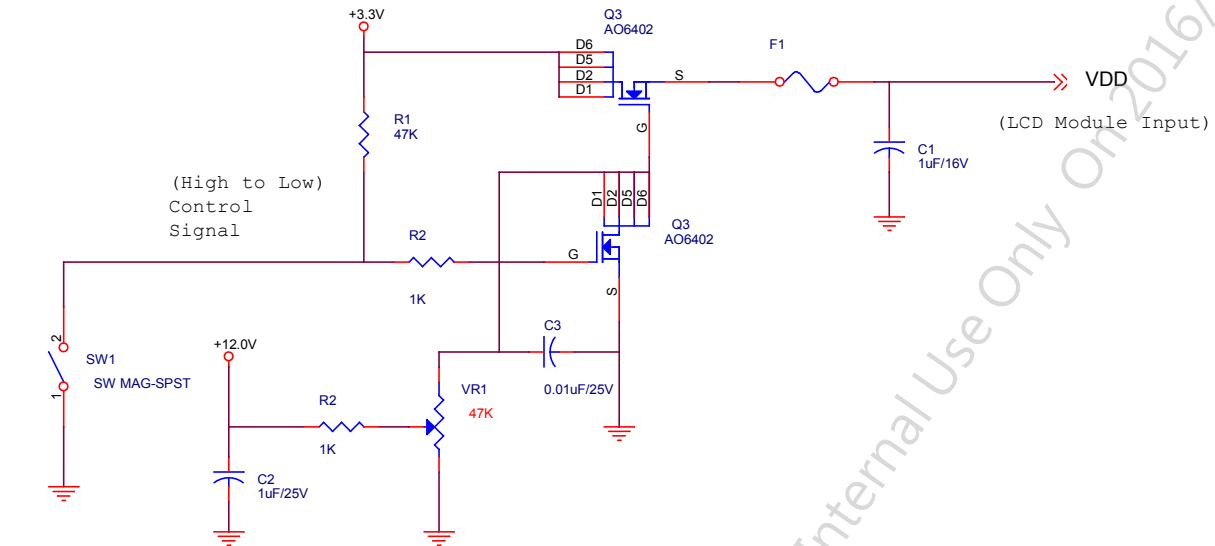 +3.3V
Q3
AO6402
D6
D5
D2
D1
S
G
F1
VDD
(LCD Module Input)
C1
1uF/16V
R1
47K
(High to Low)
Control
Signal
D1
D2
D5
D6
Q3
AO6402
G
S
R2
1K
2
1
SW1
SW MAG-SPST
+12.0V
R2
1K
C2
1uF/25V
VR1
47K
C3
0.01uF/25V
Internal Use Only On 2016/